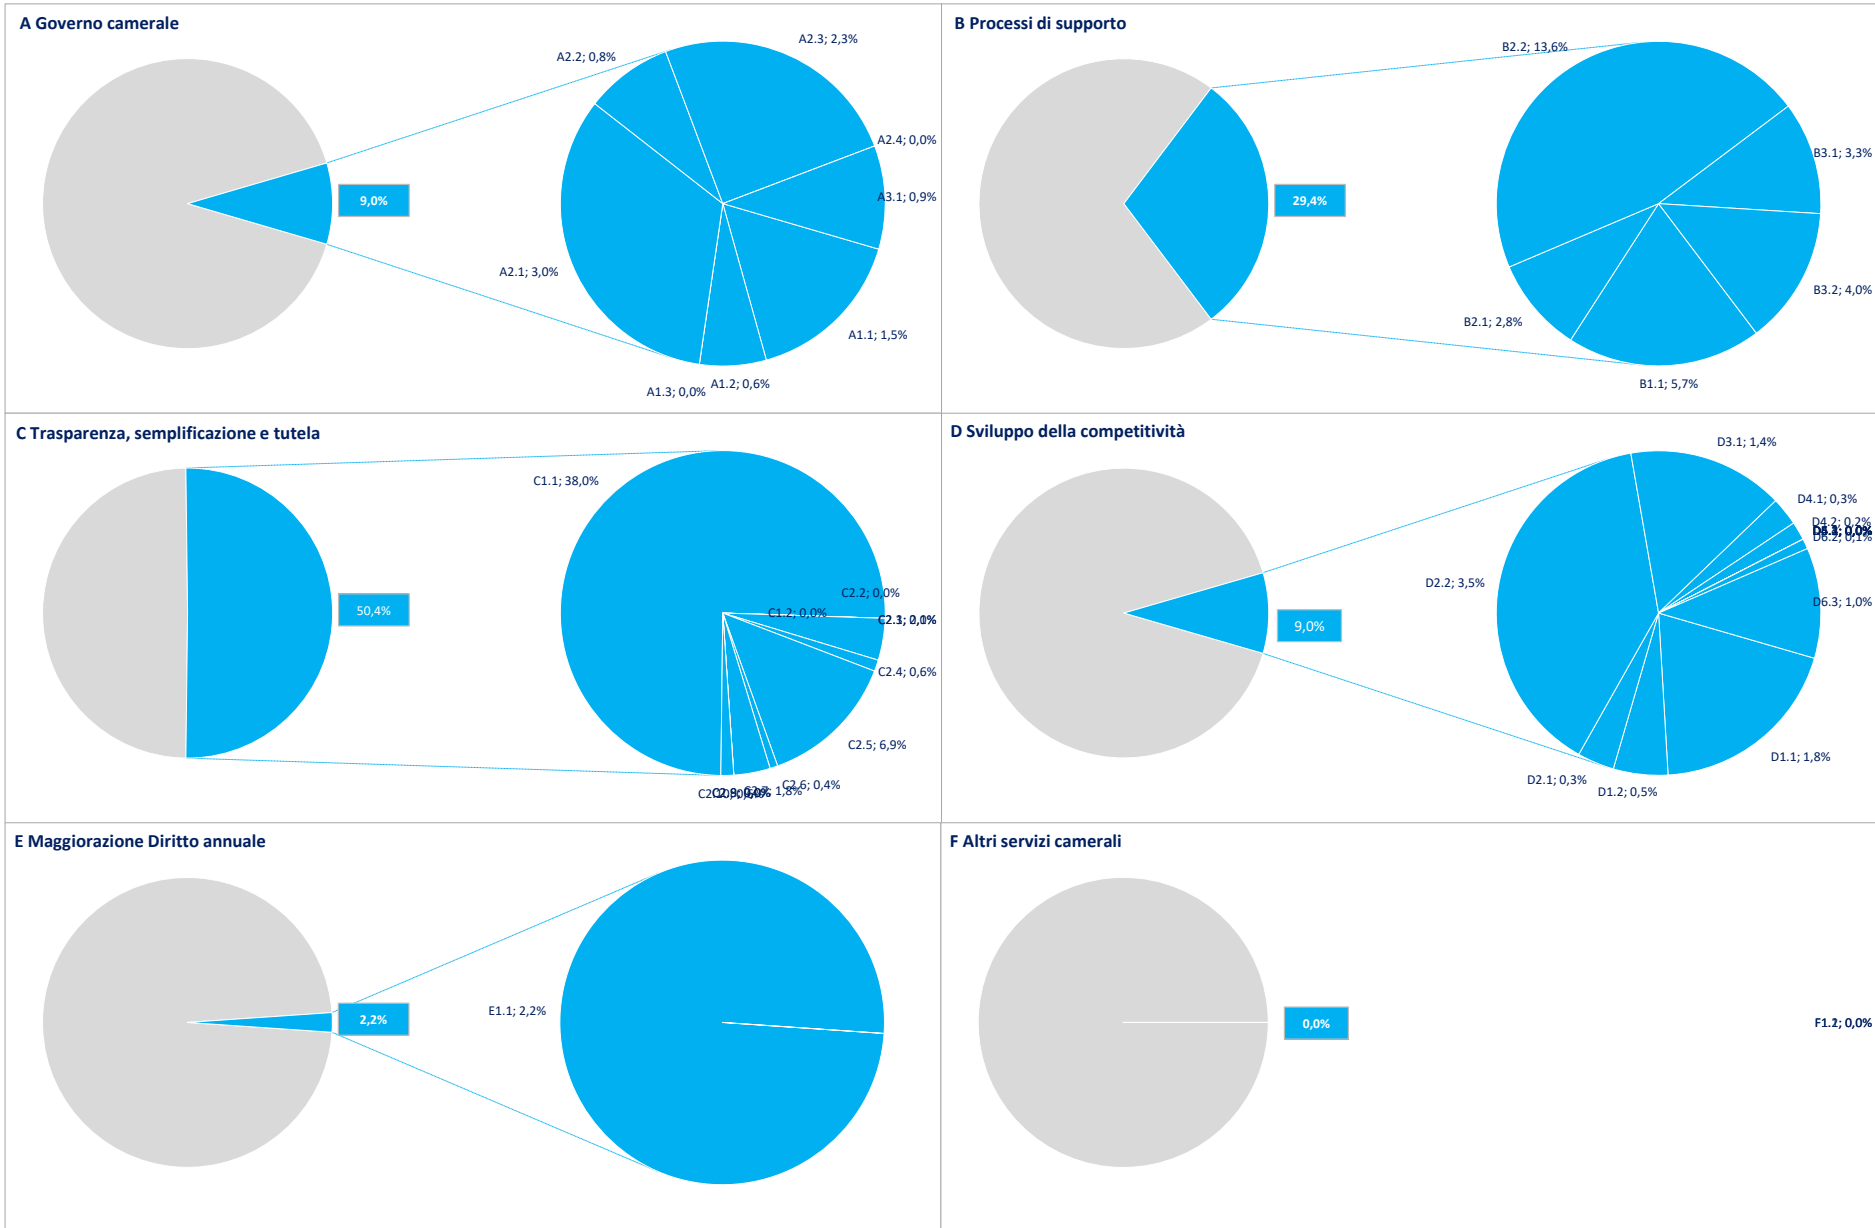 A Governo camerale
A2.3; 2,3%
A2.2; 0,8%
A2.4; 0,0%
9,0%
A3.1; 0,9%
A2.1; 3,0%
A1.1; 1,5%
A1.3; 0,0%
A1.2; 0,6%
B Processi di supporto
B2.2; 13,6%
B3.1; 3,3%
29,4%
B3.2; 4,0%
B2.1; 2,8%
B1.1; 5,7%
C Trasparenza, semplificazione e tutela
C1.1; 38,0%
C2.2; 0,0%
50,4%
C1.2; 0,0%
C2.4; 0,6%
C2.5; 6,9%
C2.6; 0,4%
1,8%
D Sviluppo della competitività
D3.1; 1,4%
D4.1; 0,3%
D4.2; 0,2%
D6.2; 0,1%
D2.2; 3,5%
D6.3; 1,0%
9,0%
D1.1; 1,8%
D2.1; 0,3%
D1.2; 0,5%
E Maggiorazione Diritto annuale
E1.1; 2,2%
2,2%
F Altri servizi camerali
0,0%